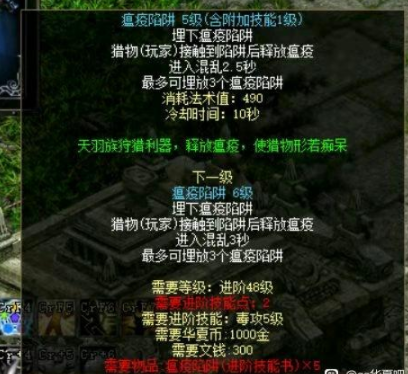 瘟疫陷阱 5级(含附加技能1级)
埋下瘟疫陷阱
猎物(玩家)接触到陷阱后释放瘟疫
进入混乱2.5秒
最多可埋放3个瘟疫陷阱
消耗法术值：490
冷却时间：10秒
天羽族狩猎利器，释放瘟疫，使猎物形若痴呆
下一级
瘟疫陷阱 6级
埋下瘟疫陷阱
猎物(玩家)接触到陷阱后释放瘟疫
进入混乱3秒
最多可埋放3个瘟疫陷阱
需要等级：进阶48级
需要进阶技能点：2
需要进阶技能：毒攻5级
需要华夏币：1000金
需要文钱：300
需要物品:瘟疫陷阱(进阶技能书)×5